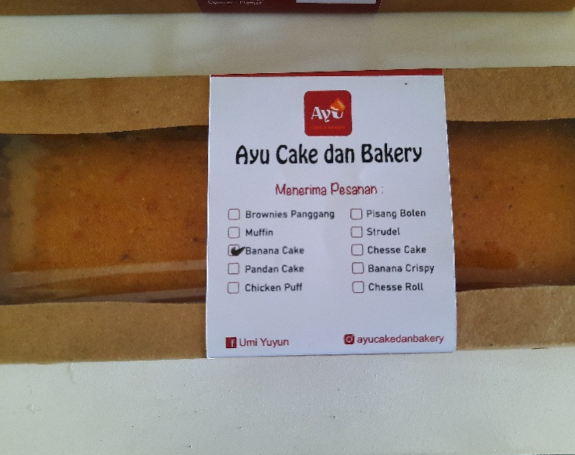 Ayu
Ayu Cake dan Bakery
Menerima Pesanan :
Brownies Panggang
Muffin
Banana Cake
Pandan Cake
Chicken Puff
Pisang Bolen
Strudel
Chesse Cake
Banana Crispy
Chesse Roll
Umi Yuyun
ayucakedanbakery